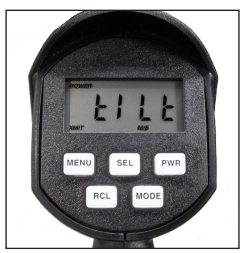 POWER
tILt
XMIT M/S
MENU SEL PWR
RCL MODE